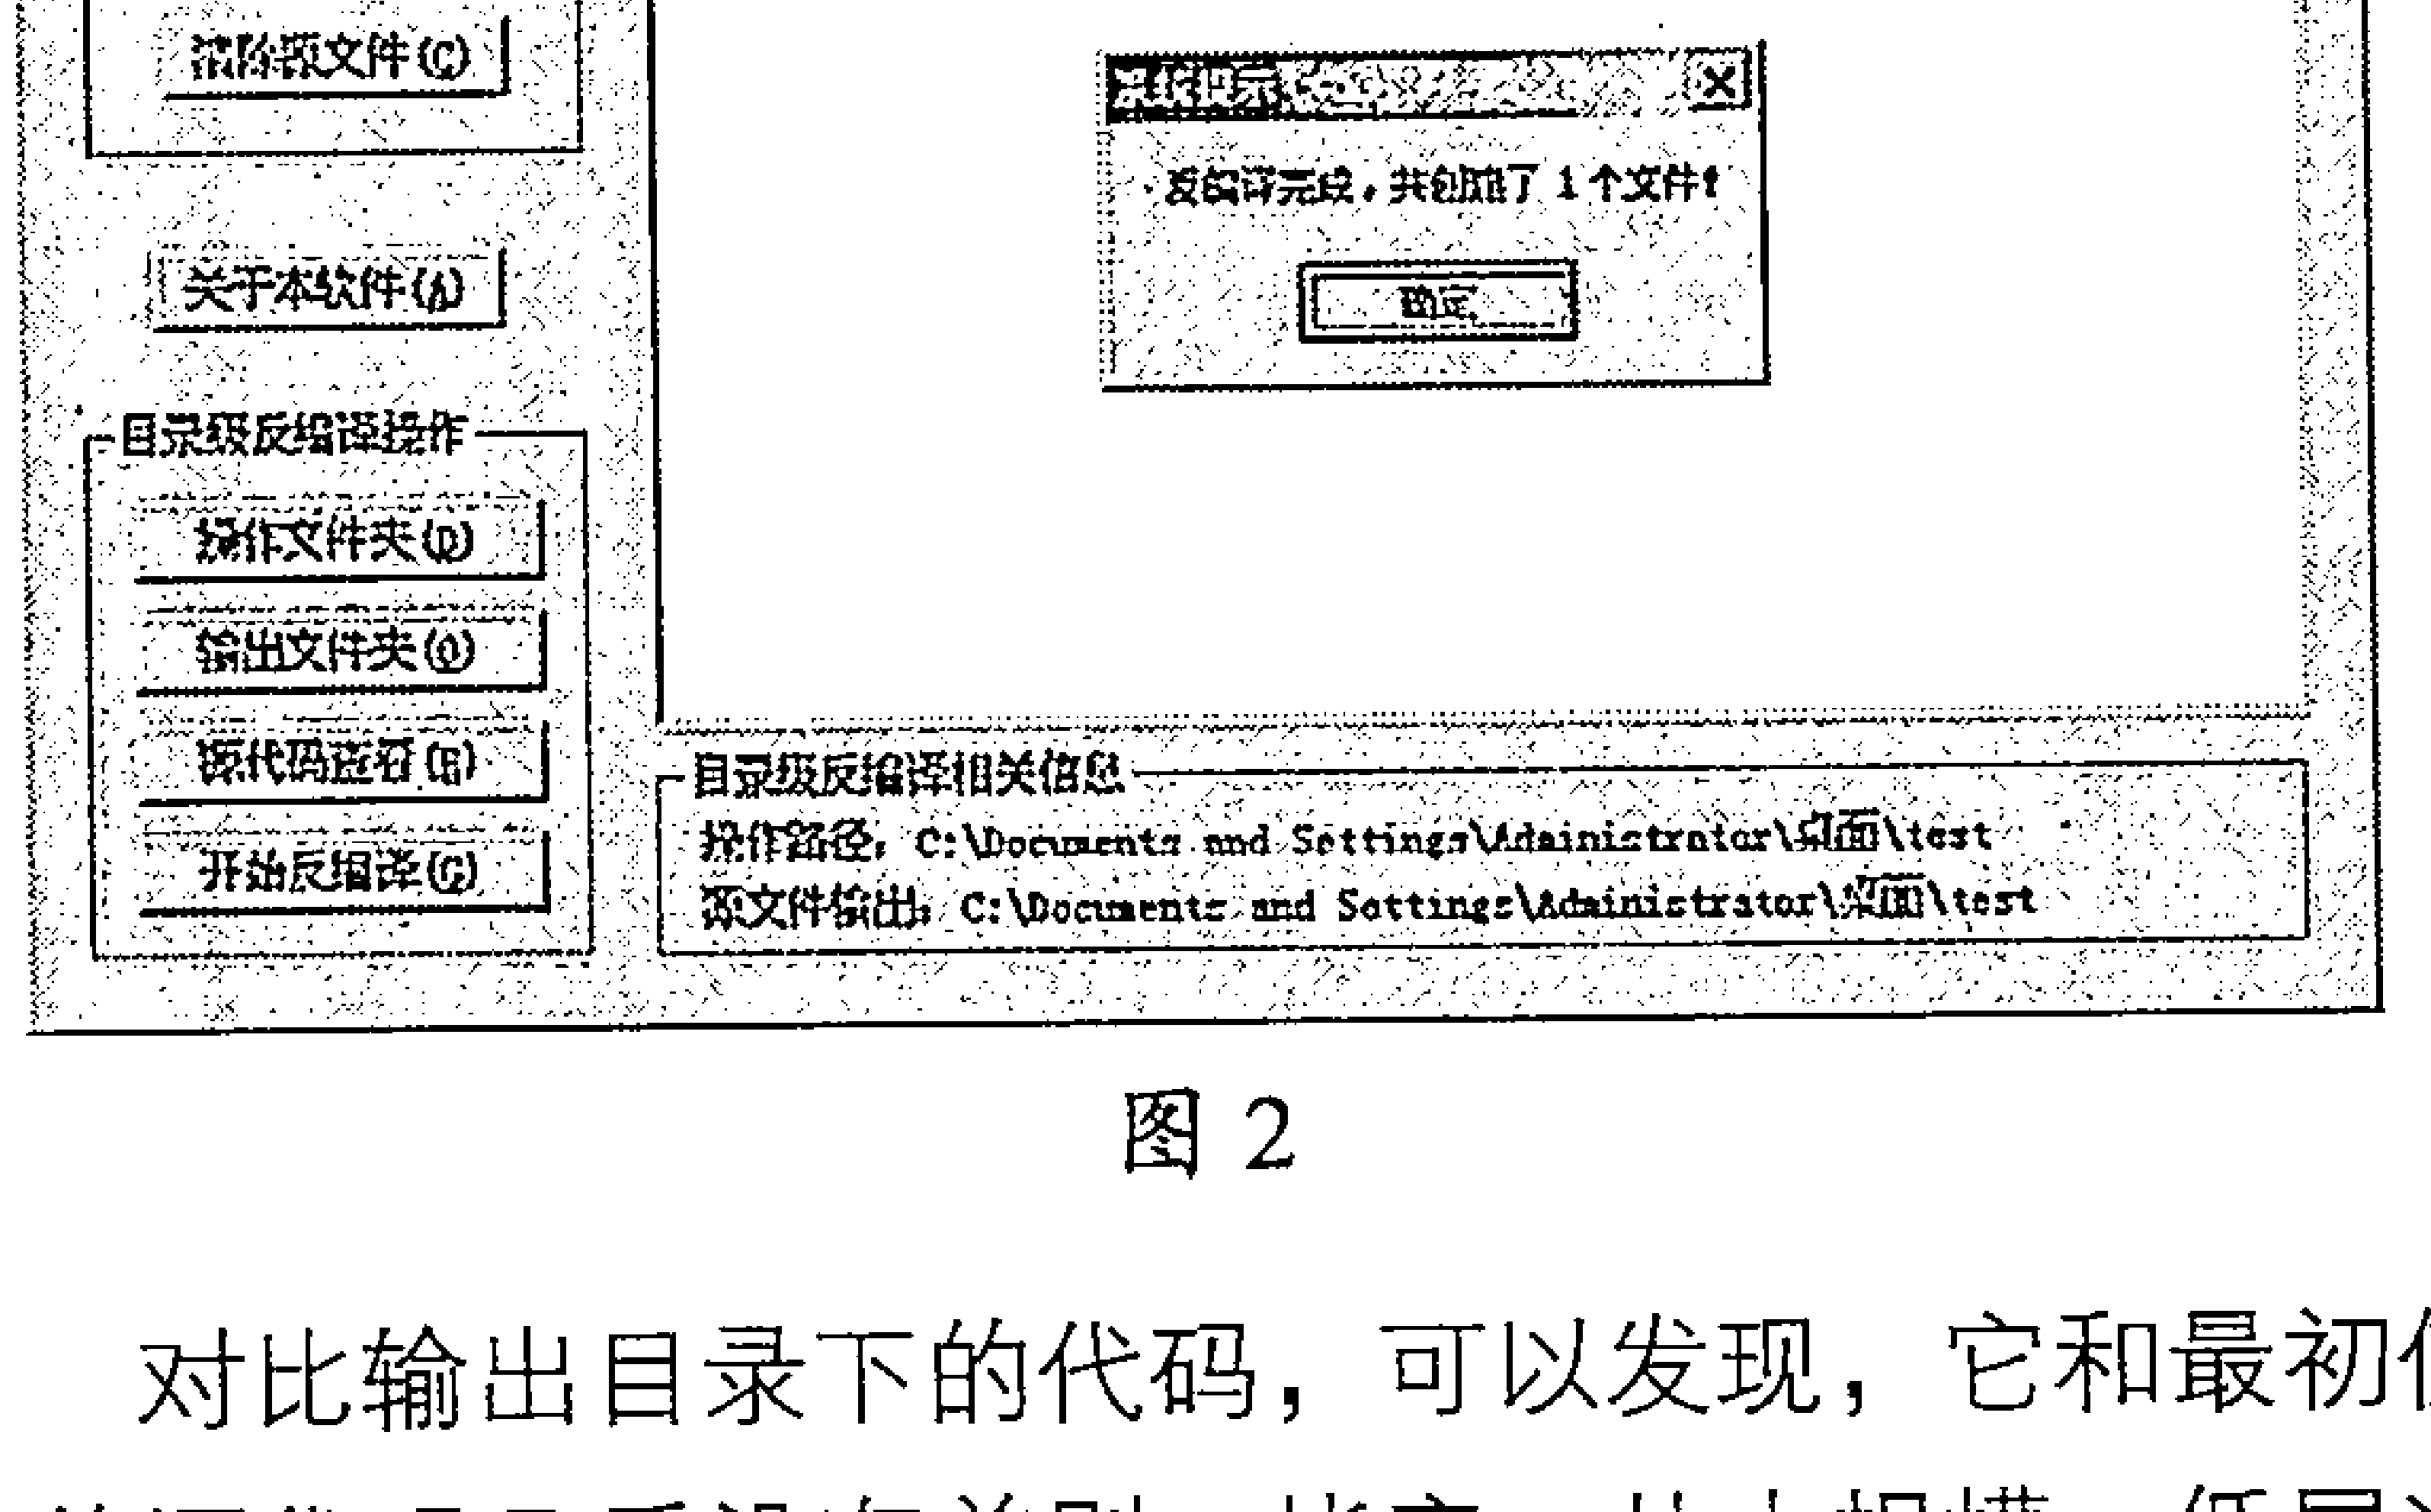 清除源文件(C)
系统提示
反编译完成，共创建了 1 个文件！
确定
关于本软件(A)
目录级反编译操作
操作文件夹(D)
输出文件夹(O)
源代码查看(E)
开始反编译(G)
目录级反编译相关信息
操作路径：C:\Documents and Settings\Administrator\桌面\test
源文件输出：C:\Documents and Settings\Administrator\桌面\test
图 2
对比输出目录下的代码，可以发现，它和最初